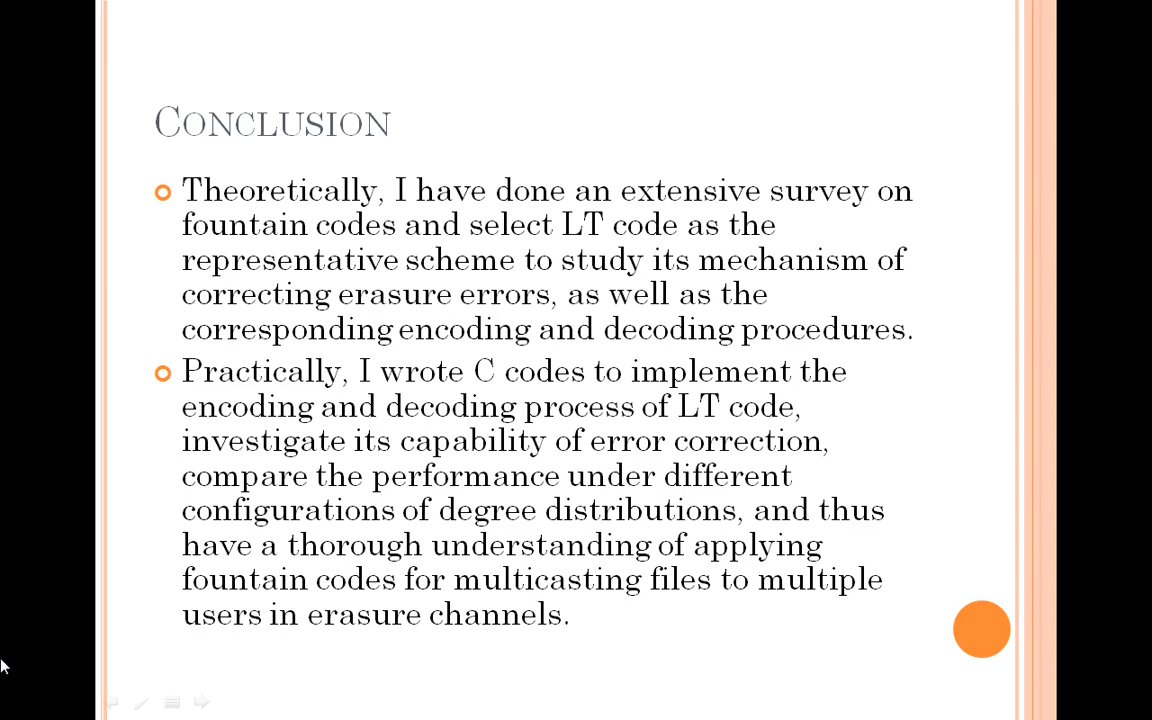 Conclusion
Theoretically, I have done an extensive survey on
fountain codes and select LT code as the
representative scheme to study its mechanism of
correcting erasure errors, as well as the
corresponding encoding and decoding procedures.
Practically, I wrote C codes to implement the
encoding and decoding process of LT code,
investigate its capability of error correction,
compare the performance under different
configurations of degree distributions, and thus
have a thorough understanding of applying
fountain codes for multicasting files to multiple
users in erasure channels.